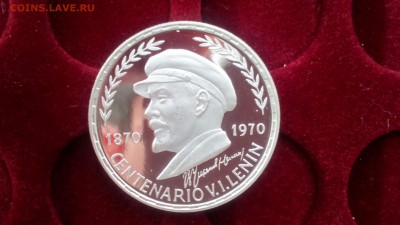 COINS.LAVE.RU
1870 1970
CENTENARIO V.I.LENIN